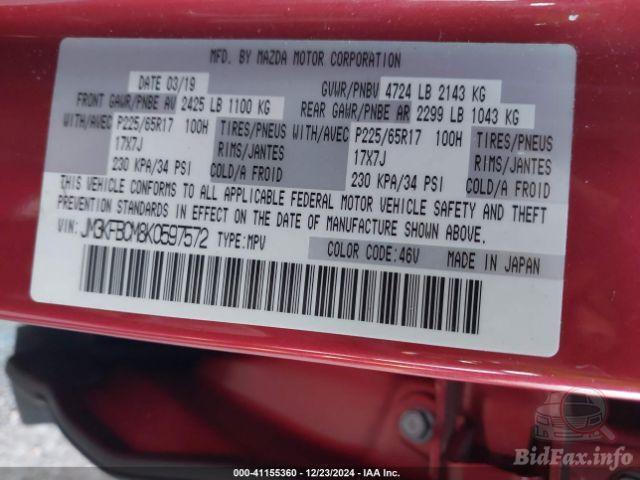 MFD. BY MAZDA MOTOR CORPORATION
DATE 03/19 GVWR/PNBV 4724 LB 2143 KG
FRONT GAWR/PNBE AV 2425 LB 1100 KG REAR GAWR/PNBE AR 2299 LB 1043 KG
WITH/AVEC P225/65R17 100H TIRES/PNEUS WITH/AVEC P225/65R17 100H TIRES/PNEUS
17X7J RIMS/JANTES 17X7J RIMS/JANTES
230 KPA/34 PSI COLD/A FROID 230 KPA/34 PSI COLD/A FROID
THIS VEHICLE CONFORMS TO ALL APPLICABLE FEDERAL MOTOR VEHICLE SAFETY AND THEFT
PREVENTION STANDARDS IN EFFECT ON THE DATE OF MANUFACTURE SHOWN ABOVE.
VIN: JM3KFBCM8K0597572 TYPE:MPV COLOR CODE:46V MADE IN JAPAN
000-41155360 - 12/23/2024 - IAA Inc.
BidFax.info